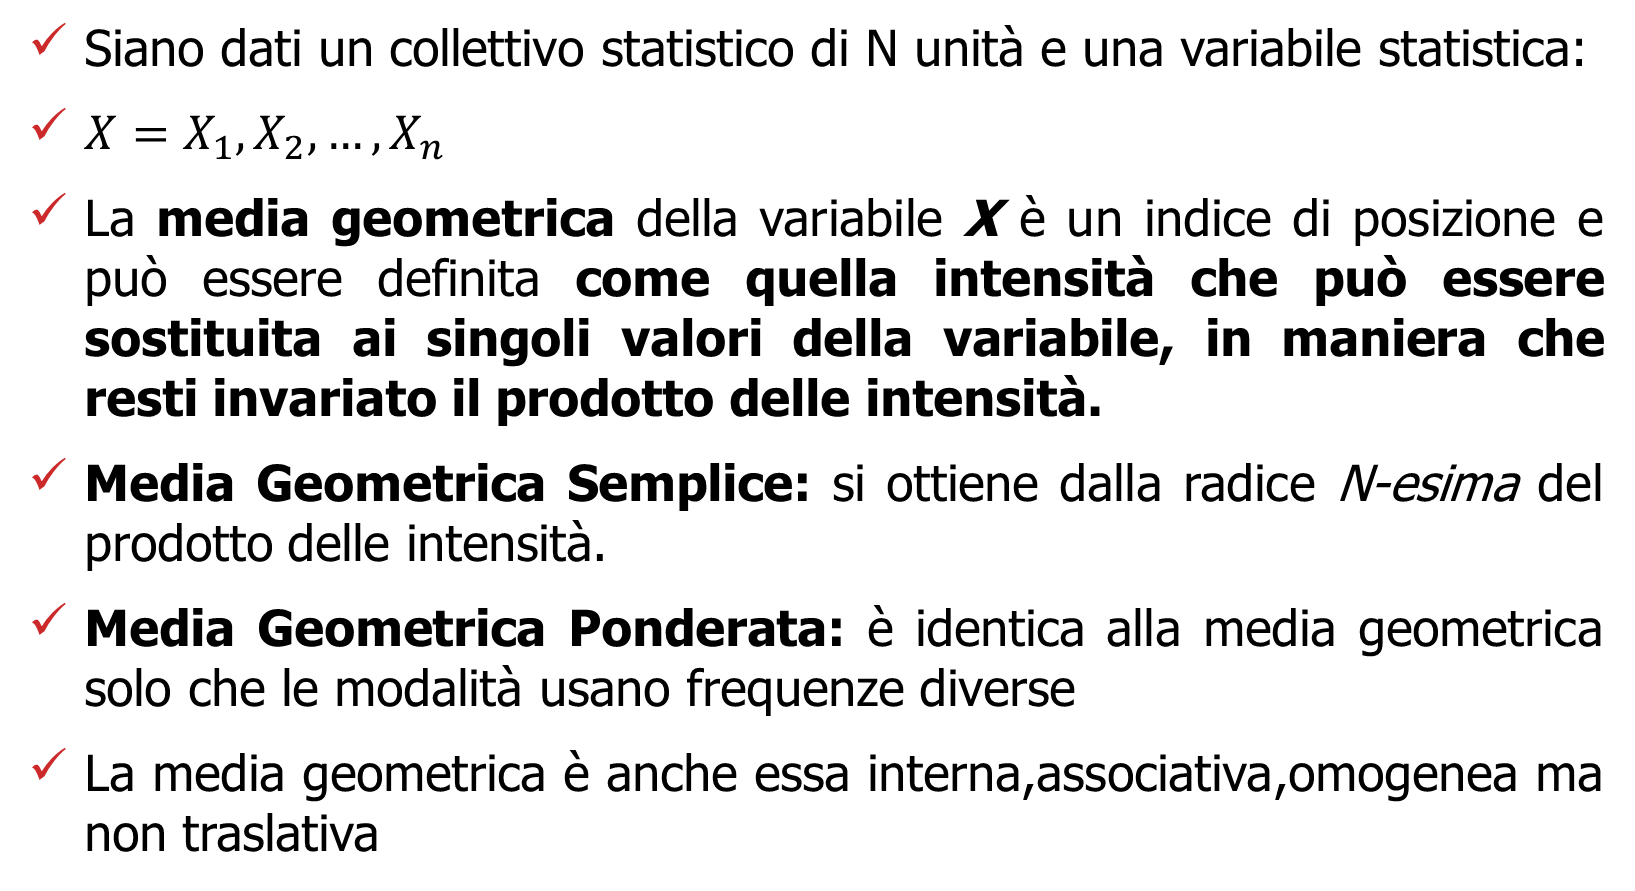 ✓ Siano dati un collettivo statistico di N unità e una variabile statistica:
✓ X = X₁, X₂, … , Xₙ
✓ La media geometrica della variabile X è un indice di posizione e
può essere definita come quella intensità che può essere
sostituita ai singoli valori della variabile, in maniera che
resti invariato il prodotto delle intensità.
✓ Media Geometrica Semplice: si ottiene dalla radice N-esima del
prodotto delle intensità.
✓ Media Geometrica Ponderata: è identica alla media geometrica
solo che le modalità usano frequenze diverse
✓ La media geometrica è anche essa interna,associativa,omogenea ma
non traslativa